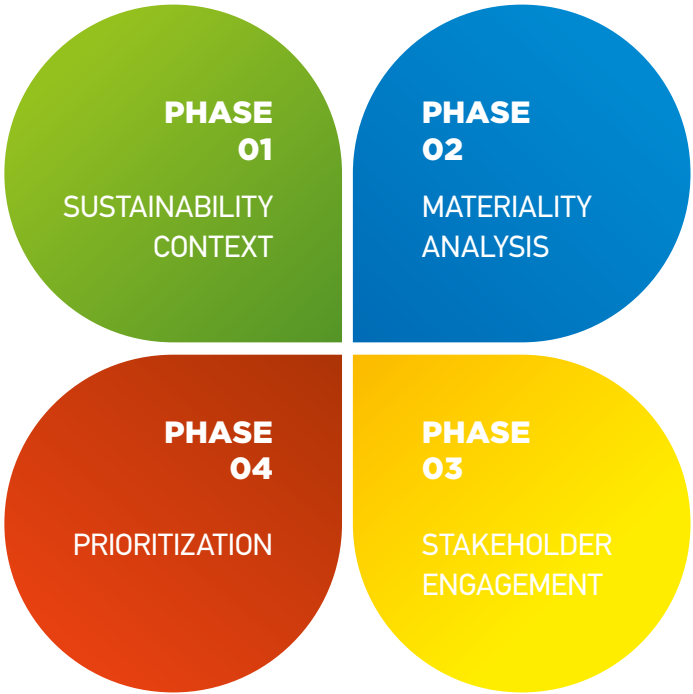 PHASE
01
SUSTAINABILITY
CONTEXT
PHASE
02
MATERIALITY
ANALYSIS
PHASE
04
PRIORITIZATION
PHASE
03
STAKEHOLDER
ENGAGEMENT